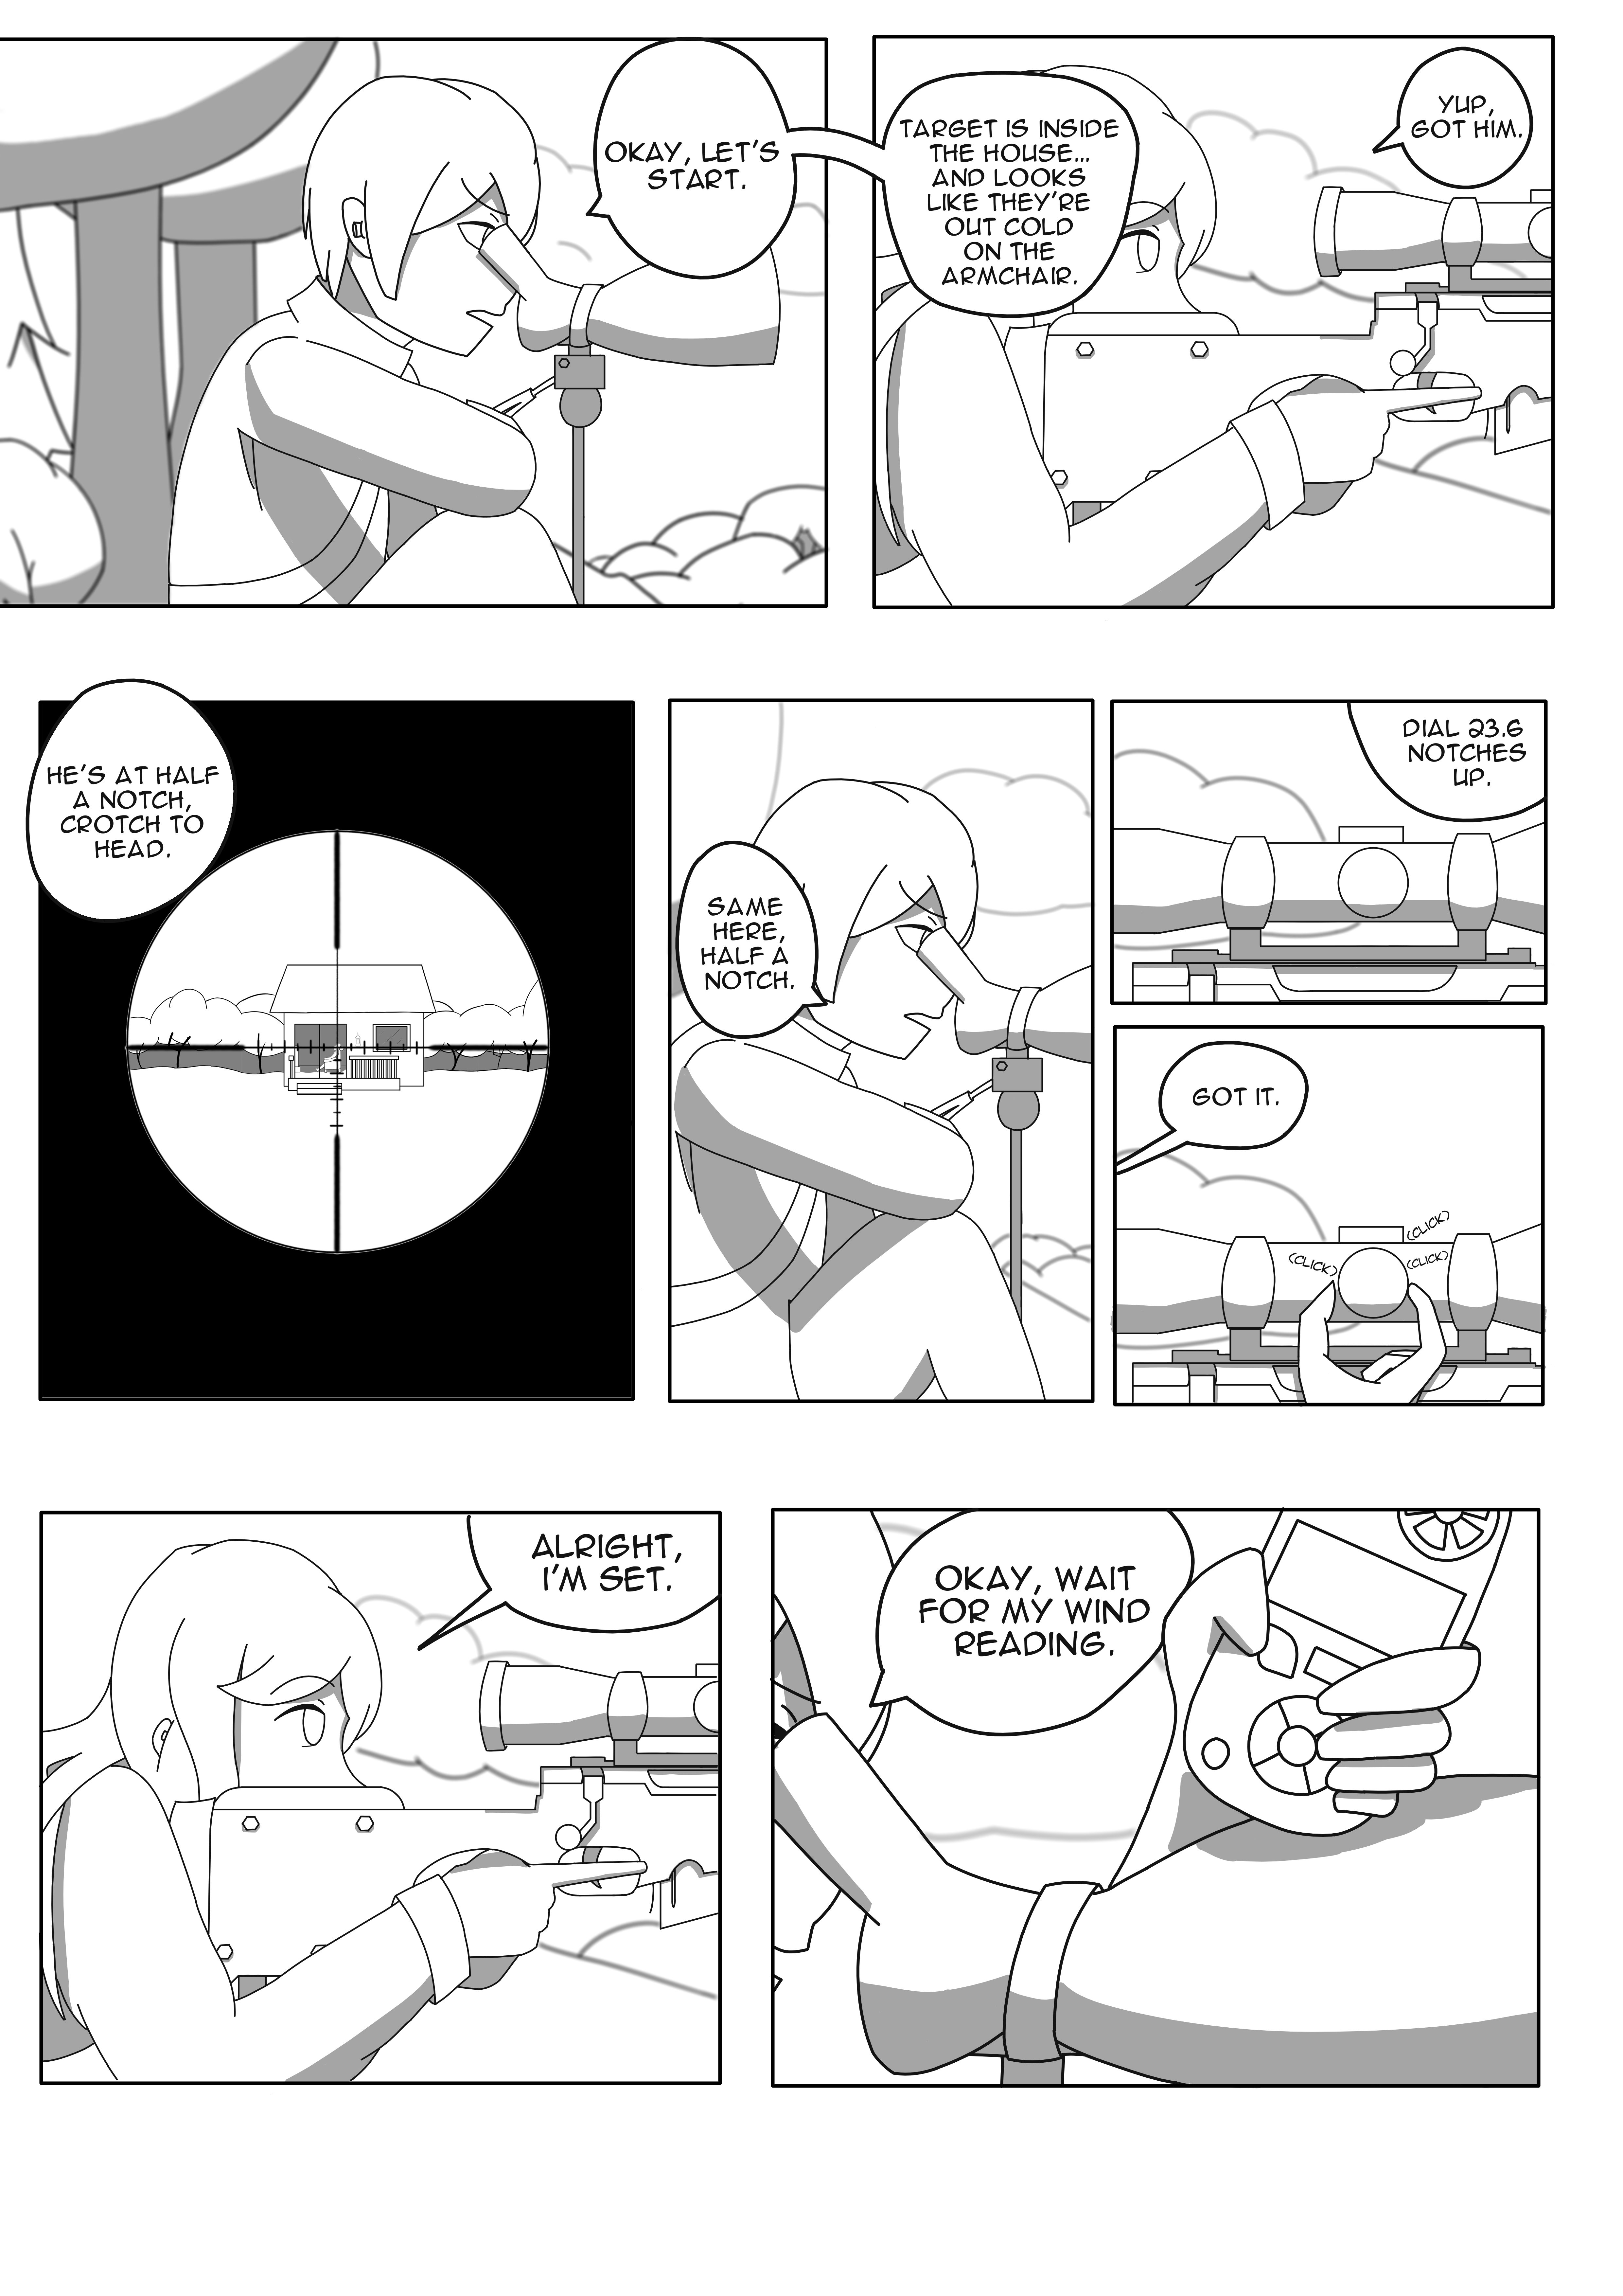 OKAY, LET'S
START.
TARGET IS INSIDE
THE HOUSE...
AND LOOKS
LIKE THEY'RE
OUT COLD
ON THE
ARMCHAIR.
YUP,
GOT HIM.
HE'S AT HALF
A NOTCH,
CROTCH TO
HEAD.
SAME
HERE,
HALF A
NOTCH.
DIAL 23.6
NOTCHES
UP.
GOT IT.
(CLICK)
(CLICK)
(CLICK)
ALRIGHT,
I'M SET.
OKAY, WAIT
FOR MY WIND
READING.